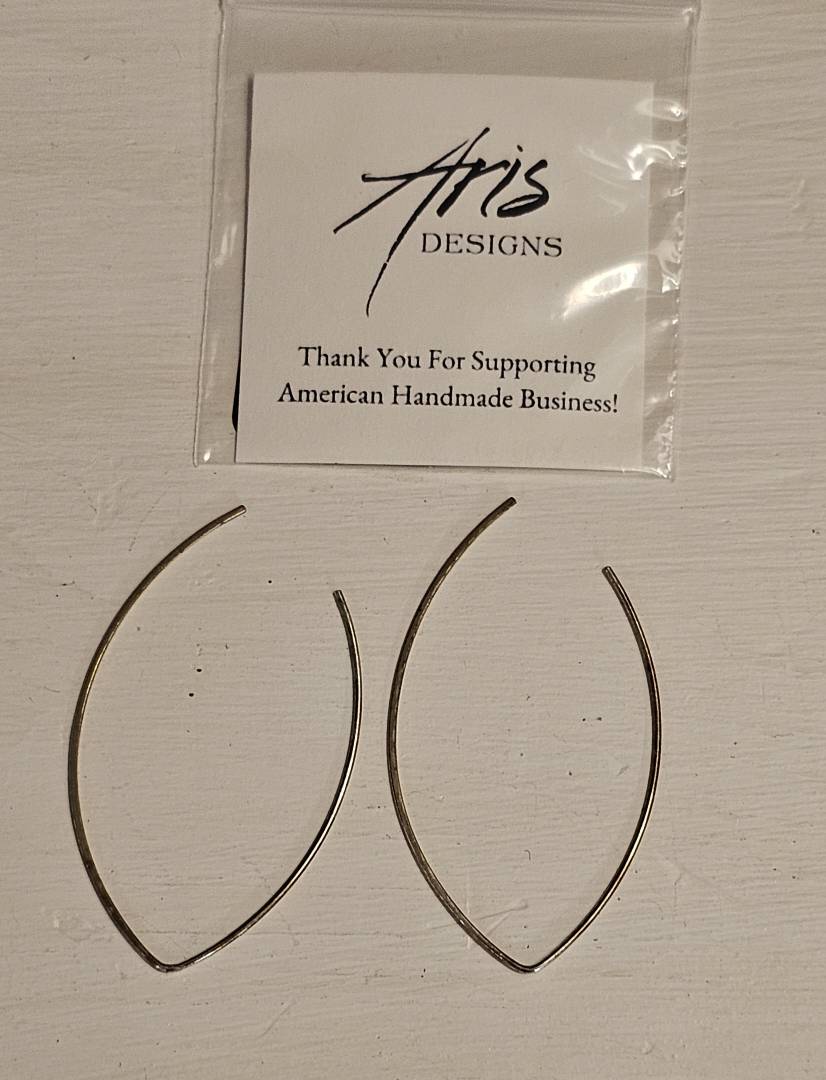 Aris
DESIGNS
Thank You For Supporting
American Handmade Business!